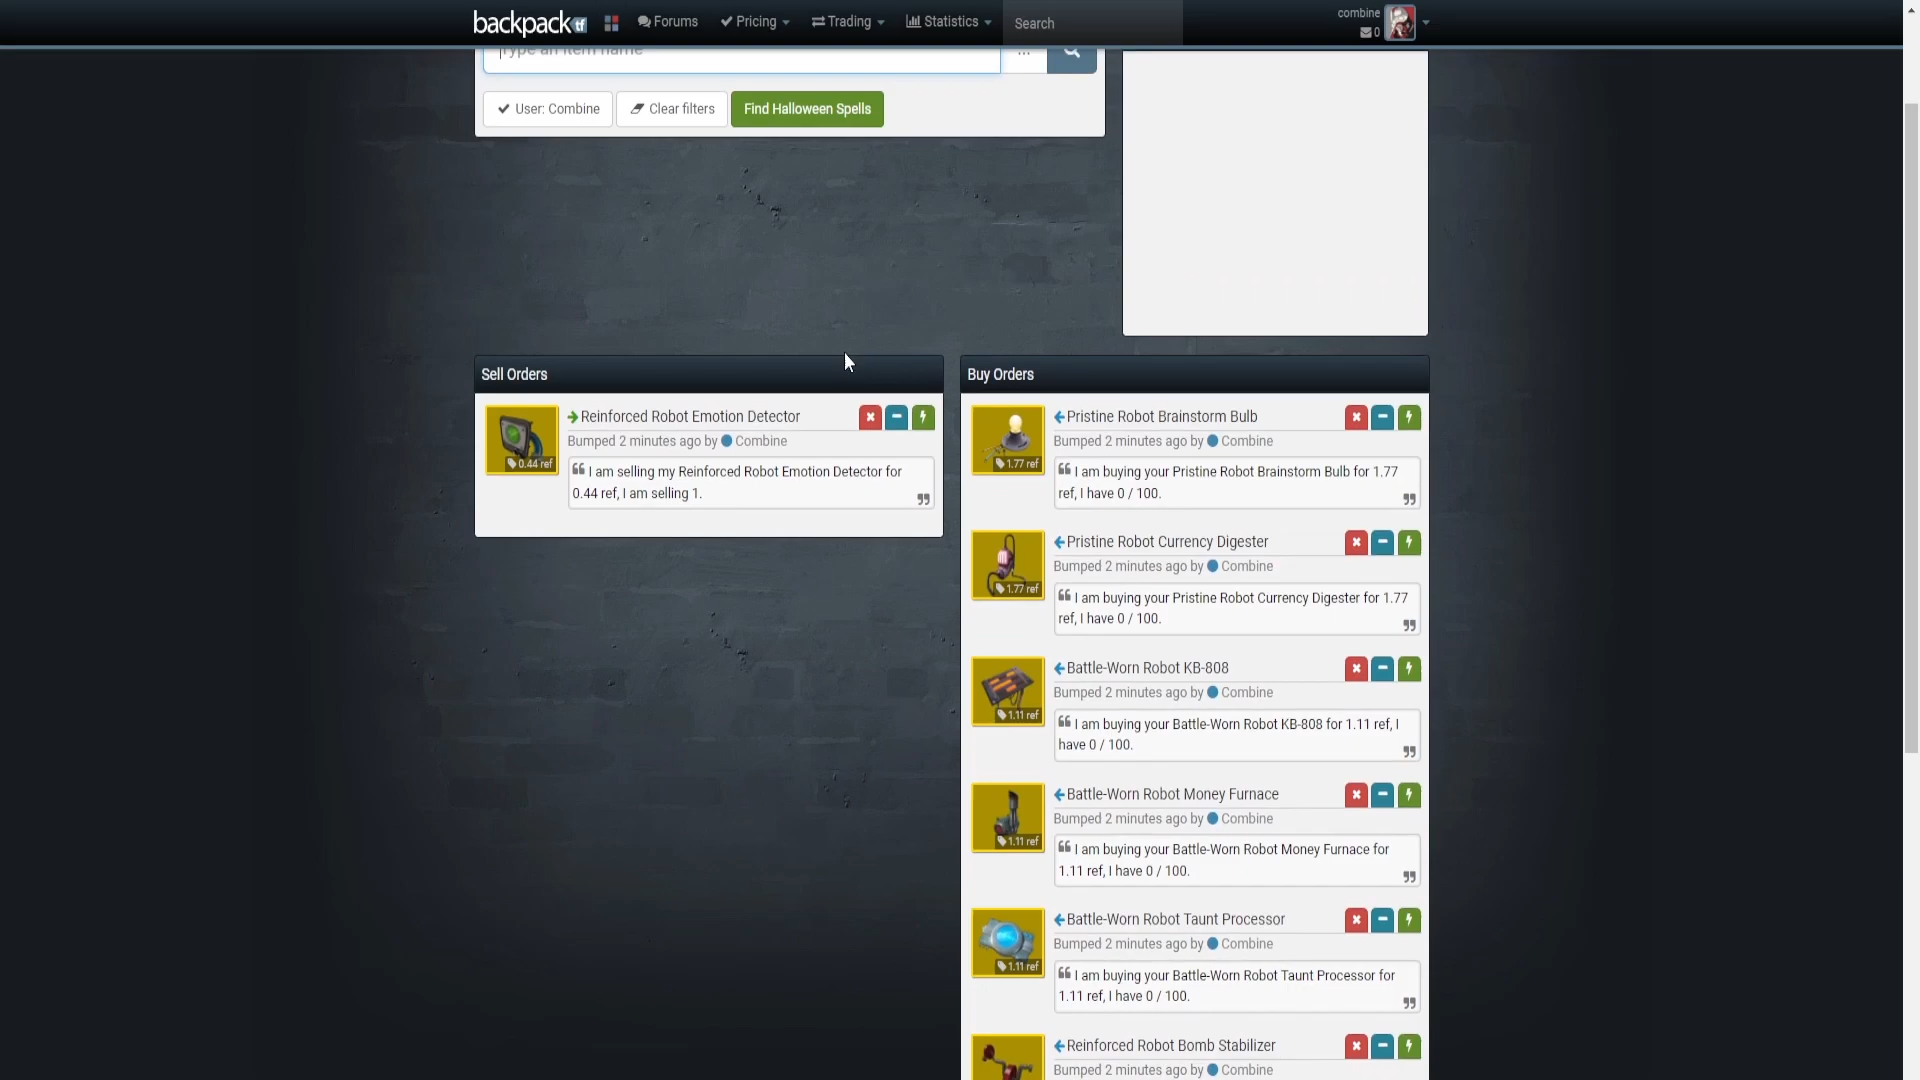 backpack tf
Forums
Pricing
Trading
Statistics
Search
combine
0
Type an item name
...
User: Combine
Clear filters
Find Halloween Spells
Sell Orders
Reinforced Robot Emotion Detector
Bumped 2 minutes ago by Combine
0.44 ref
I am selling my Reinforced Robot Emotion Detector for
0.44 ref, I am selling 1.
Buy Orders
Pristine Robot Brainstorm Bulb
Bumped 2 minutes ago by Combine
1.77 ref
I am buying your Pristine Robot Brainstorm Bulb for 1.77
ref, I have 0 / 100.
Pristine Robot Currency Digester
Bumped 2 minutes ago by Combine
1.77 ref
I am buying your Pristine Robot Currency Digester for 1.77
ref, I have 0 / 100.
Battle-Worn Robot KB-808
Bumped 2 minutes ago by Combine
1.11 ref
I am buying your Battle-Worn Robot KB-808 for 1.11 ref, I
have 0 / 100.
Battle-Worn Robot Money Furnace
Bumped 2 minutes ago by Combine
1.11 ref
I am buying your Battle-Worn Robot Money Furnace for
1.11 ref, I have 0 / 100.
Battle-Worn Robot Taunt Processor
Bumped 2 minutes ago by Combine
1.11 ref
I am buying your Battle-Worn Robot Taunt Processor for
1.11 ref, I have 0 / 100.
Reinforced Robot Bomb Stabilizer
Bumped 2 minutes ago by Combine